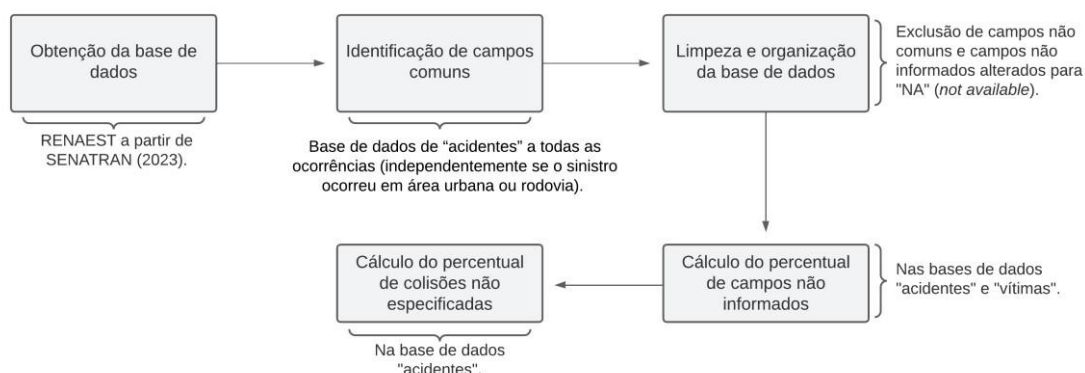 Obtenção da base de
dados
RENAEST a partir de
SENATRAN (2023).
Identificação de campos
comuns
Base de dados de “acidentes” a todas as
ocorrências (independentemente se o sinistro
ocorreu em área urbana ou rodovia).
Limpeza e organização
da base de dados
Exclusão de campos não
comuns e campos não
informados alterados para
"NA" (not available).
Cálculo do percentual
de campos não
informados
Nas bases de dados
"acidentes" e "vítimas".
Cálculo do percentual
de colisões não
especificadas
Na base de dados
"acidentes"..